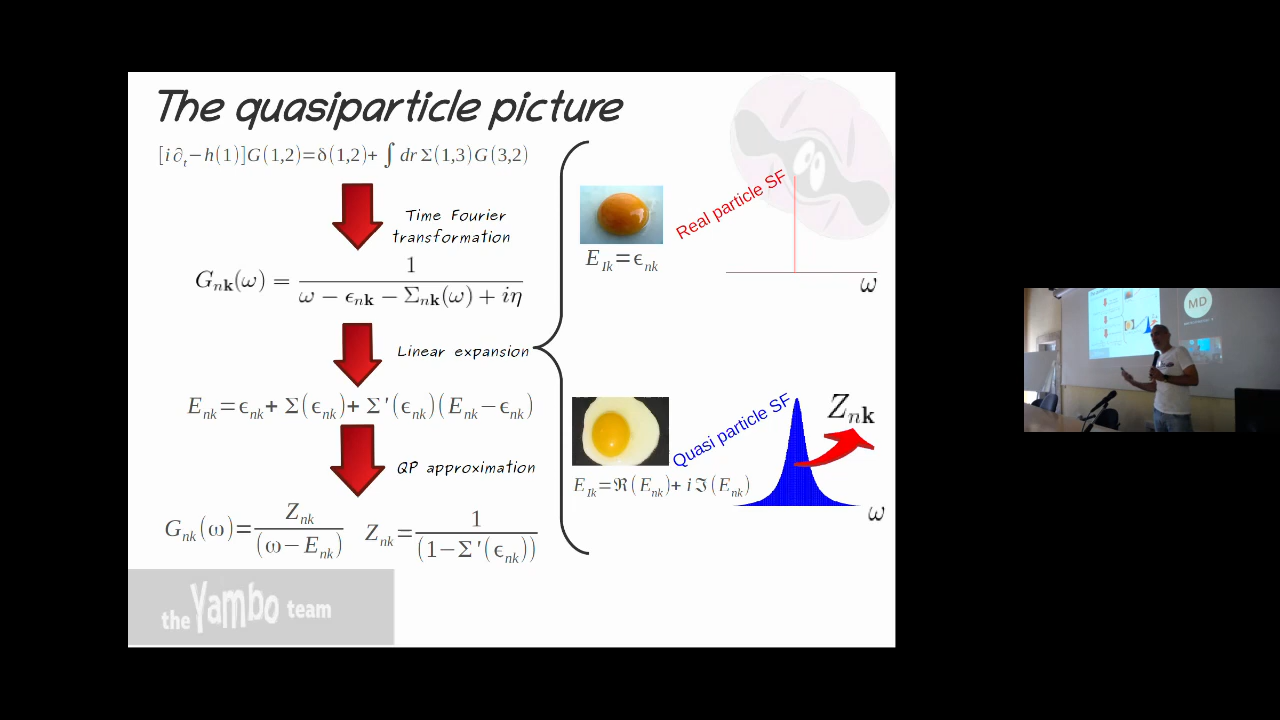 The quasiparticle picture
[i∂ₜ−h(1)]G(1,2)=δ(1,2)+∫dr Σ(1,3)G(3,2)
Time Fourier
transformation
Gₙ𝐤(ω) = 1 / (ω − ϵₙ𝐤 − Σₙ𝐤(ω) + iη)
Linear expansion
Eₙₖ=ϵₙₖ+Σ(ϵₙₖ)+Σ'(ϵₙₖ)(Eₙₖ−ϵₙₖ)
QP approximation
Gₙₖ(ω)=Zₙₖ/(ω−Eₙₖ) Zₙₖ=1/(1−Σ'(ϵₙₖ))
the Yambo team
Real particle SF
E_Ik=ϵₙₖ
ω
Quasi particle SF
Zₙ𝐤
E_Ik=ℜ(Eₙₖ)+iℑ(Eₙₖ)
ω
MD